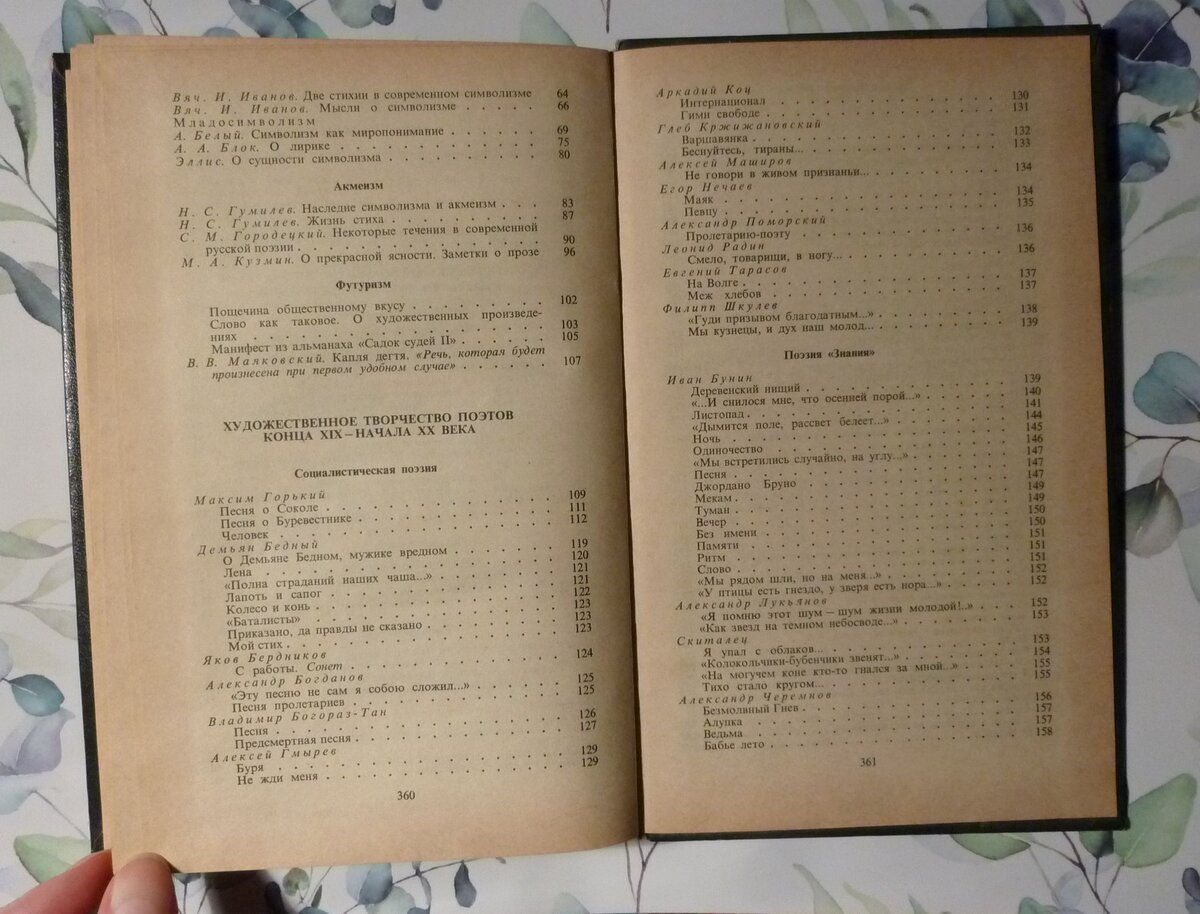 Вяч. И. Иванов. Две стихии в современном символизме 64
Вяч. И. Иванов. Мысли о символизме . . . . . 66
Младосимволизм
А. Белый. Символизм как миропонимание . . . . . . 69
А. А. Блок. О лирике . . . . . . . . . . . 75
Эллис. О сущности символизма . . . . . . . . 80
Акмеизм
Н. С. Гумилев. Наследие символизма и акмеизм . . . 83
Н. С. Гумилев. Жизнь стиха . . . . . . . . . 87
С. М. Городецкий. Некоторые течения в современной
русской поэзии . . . . . . . . . . . . . 90
М. А. Кузмин. О прекрасной ясности. Заметки о прозе 96
Футуризм
Пощечина общественному вкусу . . . . . . . . 102
Слово как таковое. О художественных произведе-
ниях . . . . . . . . . . . . . . . . 103
Манифест из альманаха «Садок судей II» . . . . . 105
В. В. Маяковский. Капля дегтя. «Речь, которая будет
произнесена при первом удобном случае» . . . . . . 107
ХУДОЖЕСТВЕННОЕ ТВОРЧЕСТВО ПОЭТОВ
КОНЦА XIX – НАЧАЛА XX ВЕКА
Социалистическая поэзия
Максим Горький
Песня о Соколе . . . . . . . . . . . . . 109
Песня о Буревестнике . . . . . . . . . . . 111
Человек . . . . . . . . . . . . . . . 112
Демьян Бедный
О Демьяне Бедном, мужике вредном . . . . . . 119
Лена . . . . . . . . . . . . . . . . 120
«Полна страданий наших чаша...» . . . . . . . 121
Лапоть и сапог . . . . . . . . . . . . . 121
Колесо и конь . . . . . . . . . . . . . . 122
«Баталисты» . . . . . . . . . . . . . . 123
Приказано, да правды не сказано . . . . . . . 123
Мой стих . . . . . . . . . . . . . . . 123
Яков Бердников
С работы. Сонет . . . . . . . . . . . . . 124
Александр Богданов
«Эту песню не сам я собою сложил...» . . . . . . 125
Песня пролетариев . . . . . . . . . . . . 125
Владимир Богораз-Тан
Песня . . . . . . . . . . . . . . . . 126
Предсмертная песня . . . . . . . . . . . . 127
Алексей Гмырев
Буря . . . . . . . . . . . . . . . . 129
Не жди меня . . . . . . . . . . . . . . 129
360
Аркадий Коц
Интернационал . . . . . . . . . . . . . 130
Гимн свободе . . . . . . . . . . . . . . 131
Глеб Кржижановский
Варшавянка . . . . . . . . . . . . . . 132
Беснуйтесь, тираны... . . . . . . . . . . . 133
Алексей Маширов
Не говори в живом признаньи... . . . . . . . . 134
Егор Нечаев
Маяк . . . . . . . . . . . . . . . . 134
Певцу . . . . . . . . . . . . . . . . 135
Александр Поморский
Пролетарию-поэту . . . . . . . . . . . . 136
Леонид Радин
Смело, товарищи, в ногу... . . . . . . . . . 136
Евгений Тарасов
На Волге . . . . . . . . . . . . . . . 137
Меж хлебов . . . . . . . . . . . . . . 137
Филипп Шкулев
«Гуди призывом благодатным...» . . . . . . . . 138
Мы кузнецы, и дух наш молод... . . . . . . . . 139
Поэзия «Знания»
Иван Бунин
Деревенский нищий . . . . . . . . . . . . 139
«...И снилося мне, что осенней порой...» . . . . . 140
Листопад . . . . . . . . . . . . . . . 141
«Дымится поле, рассвет белеет...» . . . . . . . 144
Ночь . . . . . . . . . . . . . . . . 145
Одиночество . . . . . . . . . . . . . . 146
«Мы встретились случайно, на углу...» . . . . . . 147
Песня . . . . . . . . . . . . . . . . 147
Джордано Бруно . . . . . . . . . . . . . 147
Мекам . . . . . . . . . . . . . . . . 149
Туман . . . . . . . . . . . . . . . . 149
Вечер . . . . . . . . . . . . . . . . 150
Без имени . . . . . . . . . . . . . . . 150
Памяти . . . . . . . . . . . . . . . 151
Ритм . . . . . . . . . . . . . . . . 151
Слово . . . . . . . . . . . . . . . . 151
«Мы рядом шли, но на меня...» . . . . . . . . 152
«У птицы есть гнездо, у зверя есть нора...» . . . . 152
Александр Лукьянов
«Я помню этот шум – шум жизни молодой!..» . . . 152
«Как звезд на темном небосводе...» . . . . . . . 153
Скиталец
Я упал с облаков... . . . . . . . . . . . . 153
«Колокольчики-бубенчики звенят...» . . . . . . . 154
«На могучем коне кто-то гнался за мной...» . . . . 155
Тихо стало кругом... . . . . . . . . . . . . 155
Александр Черемнов
Безмолвный Гнев . . . . . . . . . . . . . 156
Алупка . . . . . . . . . . . . . . . 157
Ведьма . . . . . . . . . . . . . . . 157
Бабье лето . . . . . . . . . . . . . . . 158
361